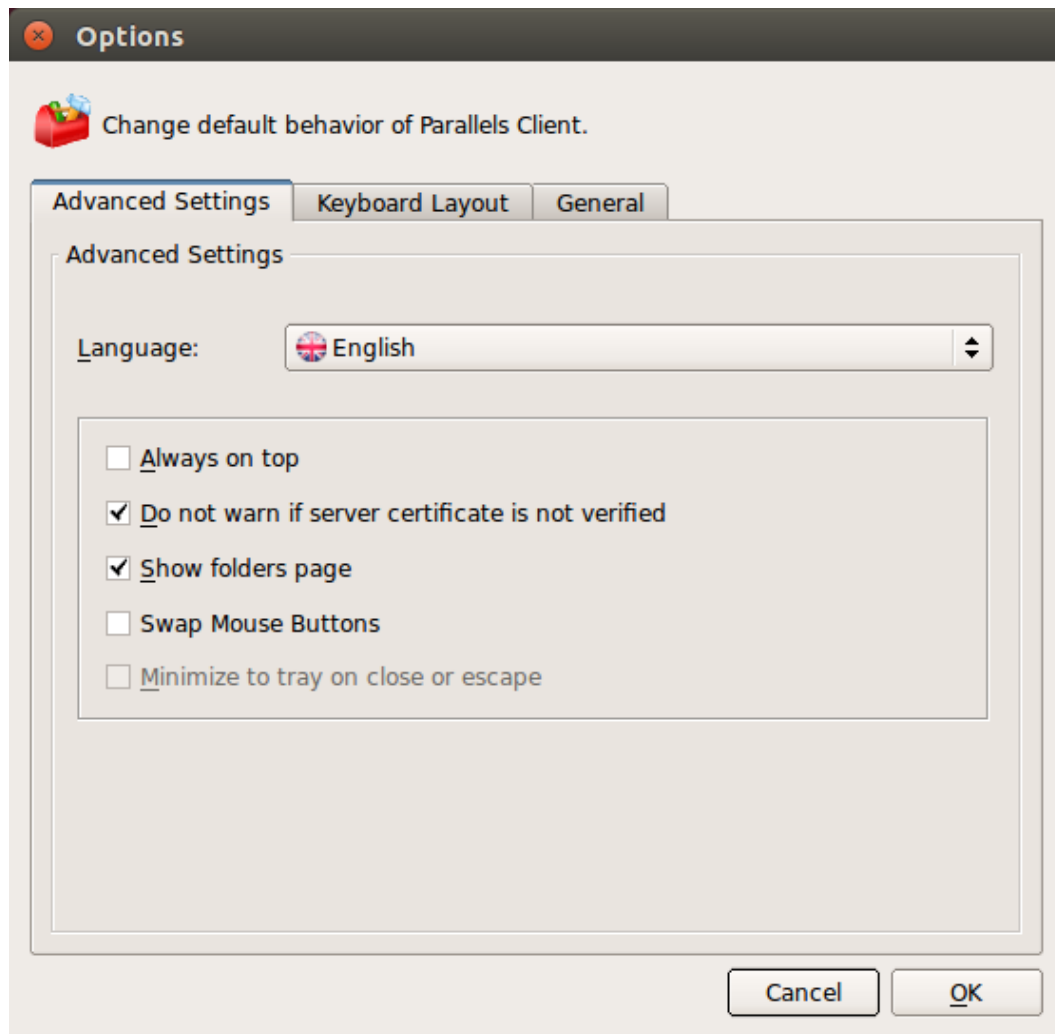 Options
Change default behavior of Parallels Client.
Advanced Settings Keyboard Layout General
Advanced Settings
Language: English
Always on top
Do not warn if server certificate is not verified
Show folders page
Swap Mouse Buttons
Minimize to tray on close or escape
Cancel OK